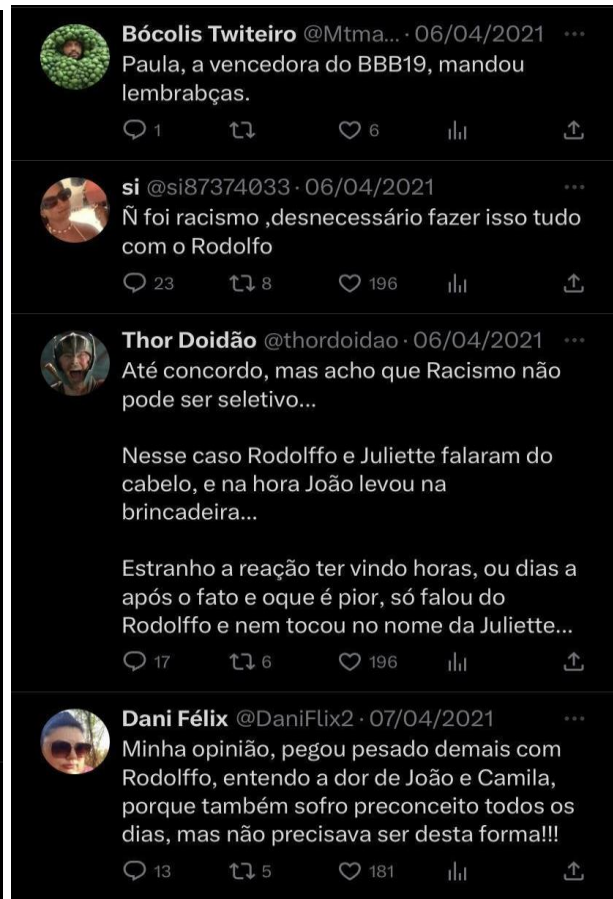 Bócolis Twiteiro @Mtma... · 06/04/2021 ···
Paula, a vencedora do BBB19, mandou
lembrabças.
1 6
si @si87374033 · 06/04/2021 ···
Ñ foi racismo ,desnecessário fazer isso tudo
com o Rodolfo
23 8 196
Thor Doidão @thordoidao · 06/04/2021 ···
Até concordo, mas acho que Racismo não
pode ser seletivo...
Nesse caso Rodolffo e Juliette falaram do
cabelo, e na hora João levou na
brincadeira...
Estranho a reação ter vindo horas, ou dias a
após o fato e oque é pior, só falou do
Rodolffo e nem tocou no nome da Juliette...
17 6 196
Dani Félix @DaniFlix2 · 07/04/2021 ···
Minha opinião, pegou pesado demais com
Rodolffo, entendo a dor de João e Camila,
porque também sofro preconceito todos os
dias, mas não precisava ser desta forma!!!
13 5 181